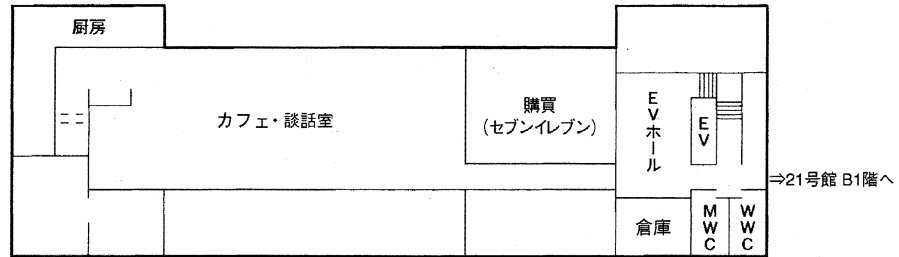 厨房
カフェ・談話室
購買
(セブンイレブン)
EVホール
EV
⇒21号館 B1階へ
倉庫
MWC
WWC